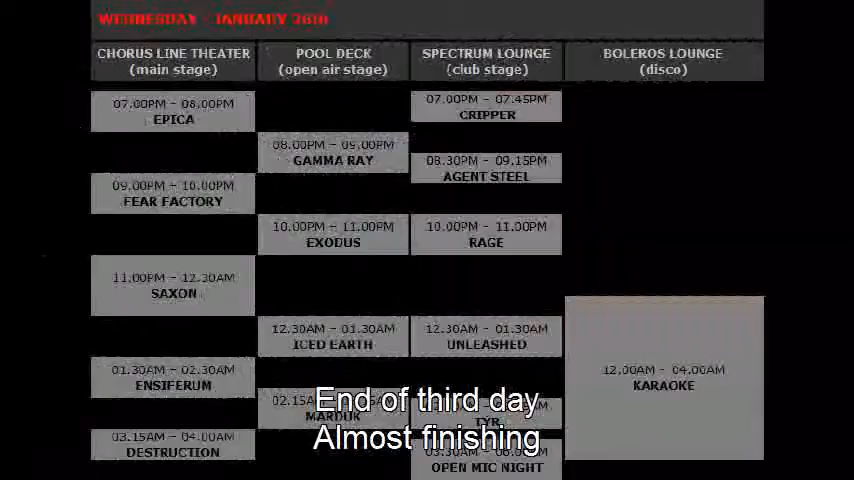 WEDNESDAY - JANUARY 2010
CHORUS LINE THEATER
(main stage)
POOL DECK
(open air stage)
SPECTRUM LOUNGE
(club stage)
BOLEROS LOUNGE
(disco)
07.00PM - 08.00PM
EPICA
07.00PM - 07.45PM
CRIPPER
08.00PM - 09.00PM
GAMMA RAY
08.30PM - 09.15PM
AGENT STEEL
09.00PM - 10.00PM
FEAR FACTORY
10.00PM - 11.00PM
EXODUS
10.00PM - 11.00PM
RAGE
11.00PM - 12.30AM
SAXON
12.30AM - 01.30AM
ICED EARTH
12.30AM - 01.30AM
UNLEASHED
12.00AM - 04.00AM
KARAOKE
01.30AM - 02.30AM
ENSIFERUM
02.15AM
MARDUK
TYR
03.15AM - 04.00AM
DESTRUCTION
OPEN MIC NIGHT
End of third day
Almost finishing